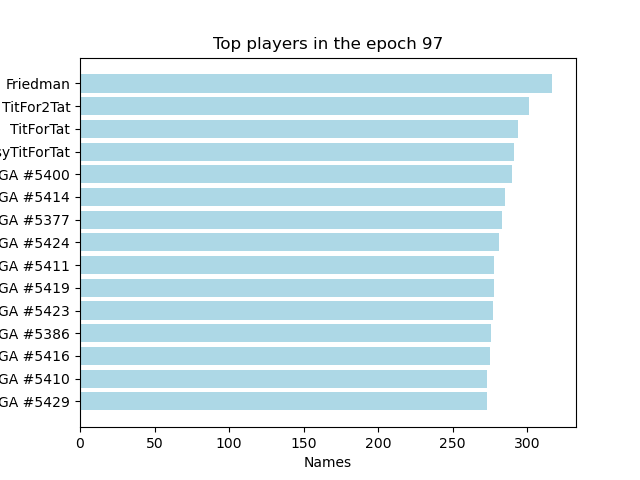 Top players in the epoch 97
Friedman
TitFor2Tat
TitForTat
syTitForTat
GA #5400
GA #5414
GA #5377
GA #5424
GA #5411
GA #5419
GA #5423
GA #5386
GA #5416
GA #5410
GA #5429
0 50 100 150 200 250 300
Names